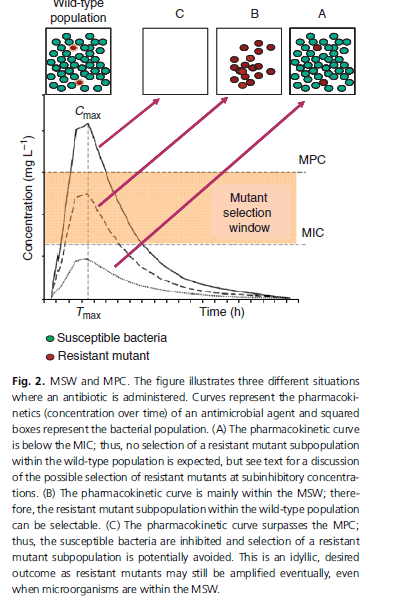 Wild-type
population
C
B
A
Cmax
MPC
Mutant
selection
window
MIC
Concentration (mg L−1)
Tmax
Time (h)
Susceptible bacteria
Resistant mutant
Fig. 2. MSW and MPC. The figure illustrates three different situations
where an antibiotic is administered. Curves represent the pharmacoki-
netics (concentration over time) of an antimicrobial agent and squared
boxes represent the bacterial population. (A) The pharmacokinetic curve
is below the MIC; thus, no selection of a resistant mutant subpopulation
within the wild-type population is expected, but see text for a discussion
of the possible selection of resistant mutants at subinhibitory concentra-
tions. (B) The pharmacokinetic curve is mainly within the MSW; there-
fore, the resistant mutant subpopulation within the wild-type population
can be selectable. (C) The pharmacokinetic curve surpasses the MPC;
thus, the susceptible bacteria are inhibited and selection of a resistant
mutant subpopulation is potentially avoided. This is an idyllic, desired
outcome as resistant mutants may still be amplified eventually, even
when microorganisms are within the MSW.